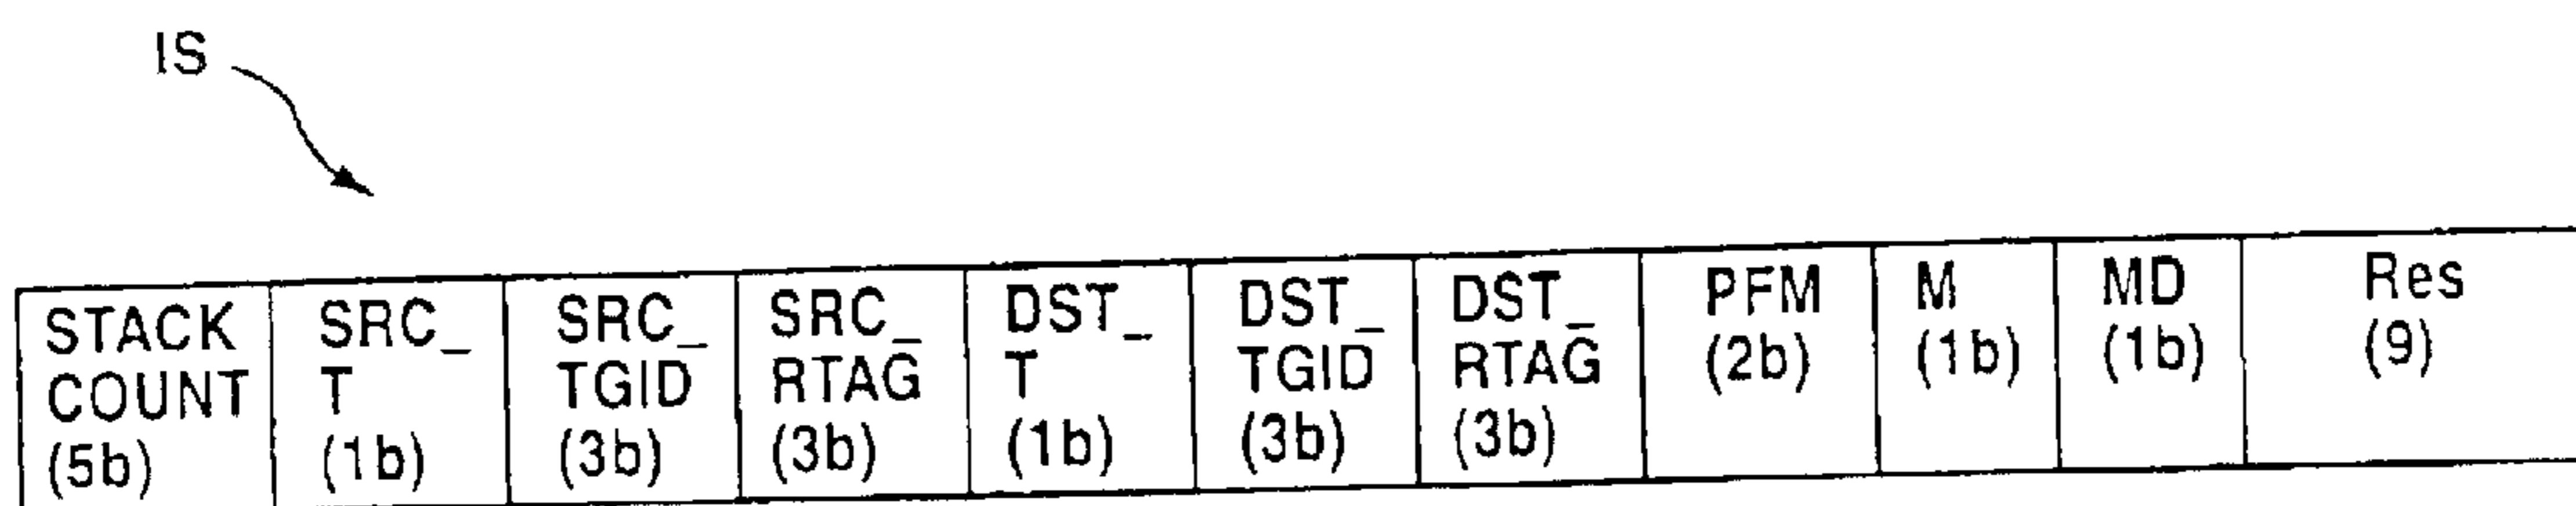 IS
STACK
COUNT
(5b)
SRC_
T
(1b)
SRC_
TGID
(3b)
SRC_
RTAG
(3b)
DST_
T
(1b)
DST_
TGID
(3b)
DST_
RTAG
(3b)
PFM
(2b)
M
(1b)
MD
(1b)
Res
(9)